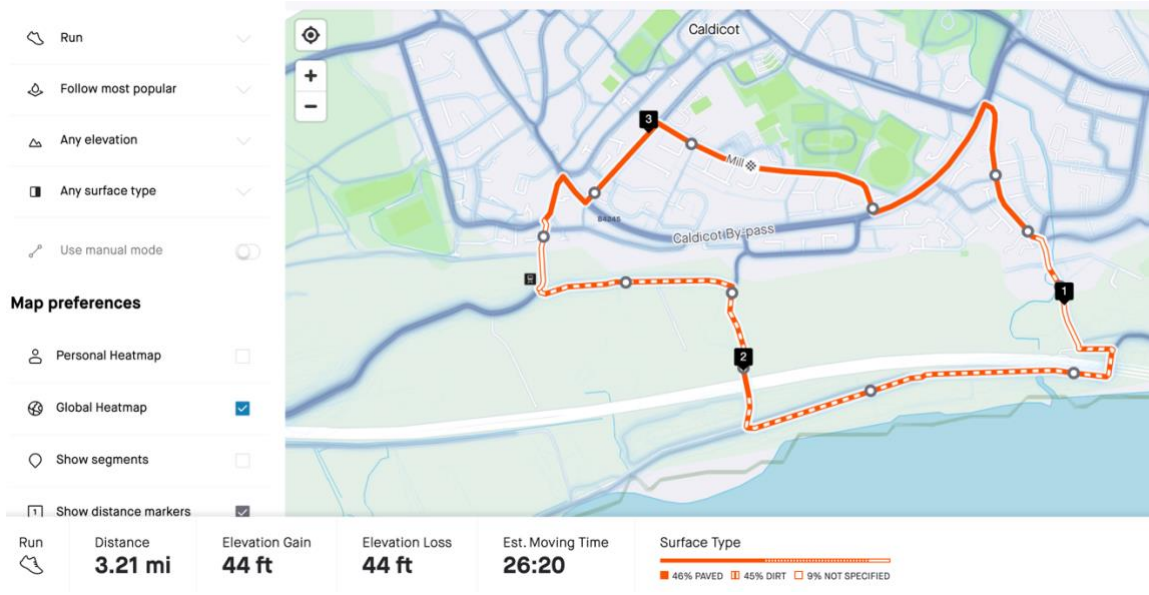 Run
Follow most popular
Any elevation
Any surface type
Use manual mode
Map preferences
Personal Heatmap
Global Heatmap
Show segments
1 Show distance markers
+
−
Caldicot
3
Mill
B4245
Caldicot By-pass
1
2
Run
Distance
3.21 mi
Elevation Gain
44 ft
Elevation Loss
44 ft
Est. Moving Time
26:20
Surface Type
46% PAVED 45% DIRT 9% NOT SPECIFIED